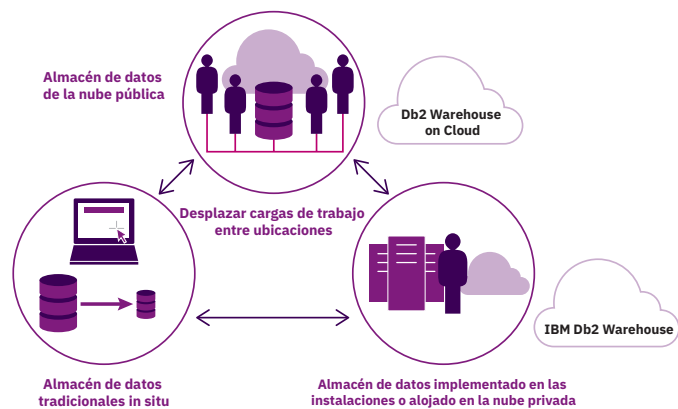 Almacén de datos
de la nube pública
Db2 Warehouse
on Cloud
Desplazar cargas de trabajo
entre ubicaciones
IBM Db2 Warehouse
Almacén de datos
tradicionales in situ
Almacén de datos implementado en las
instalaciones o alojado en la nube privada